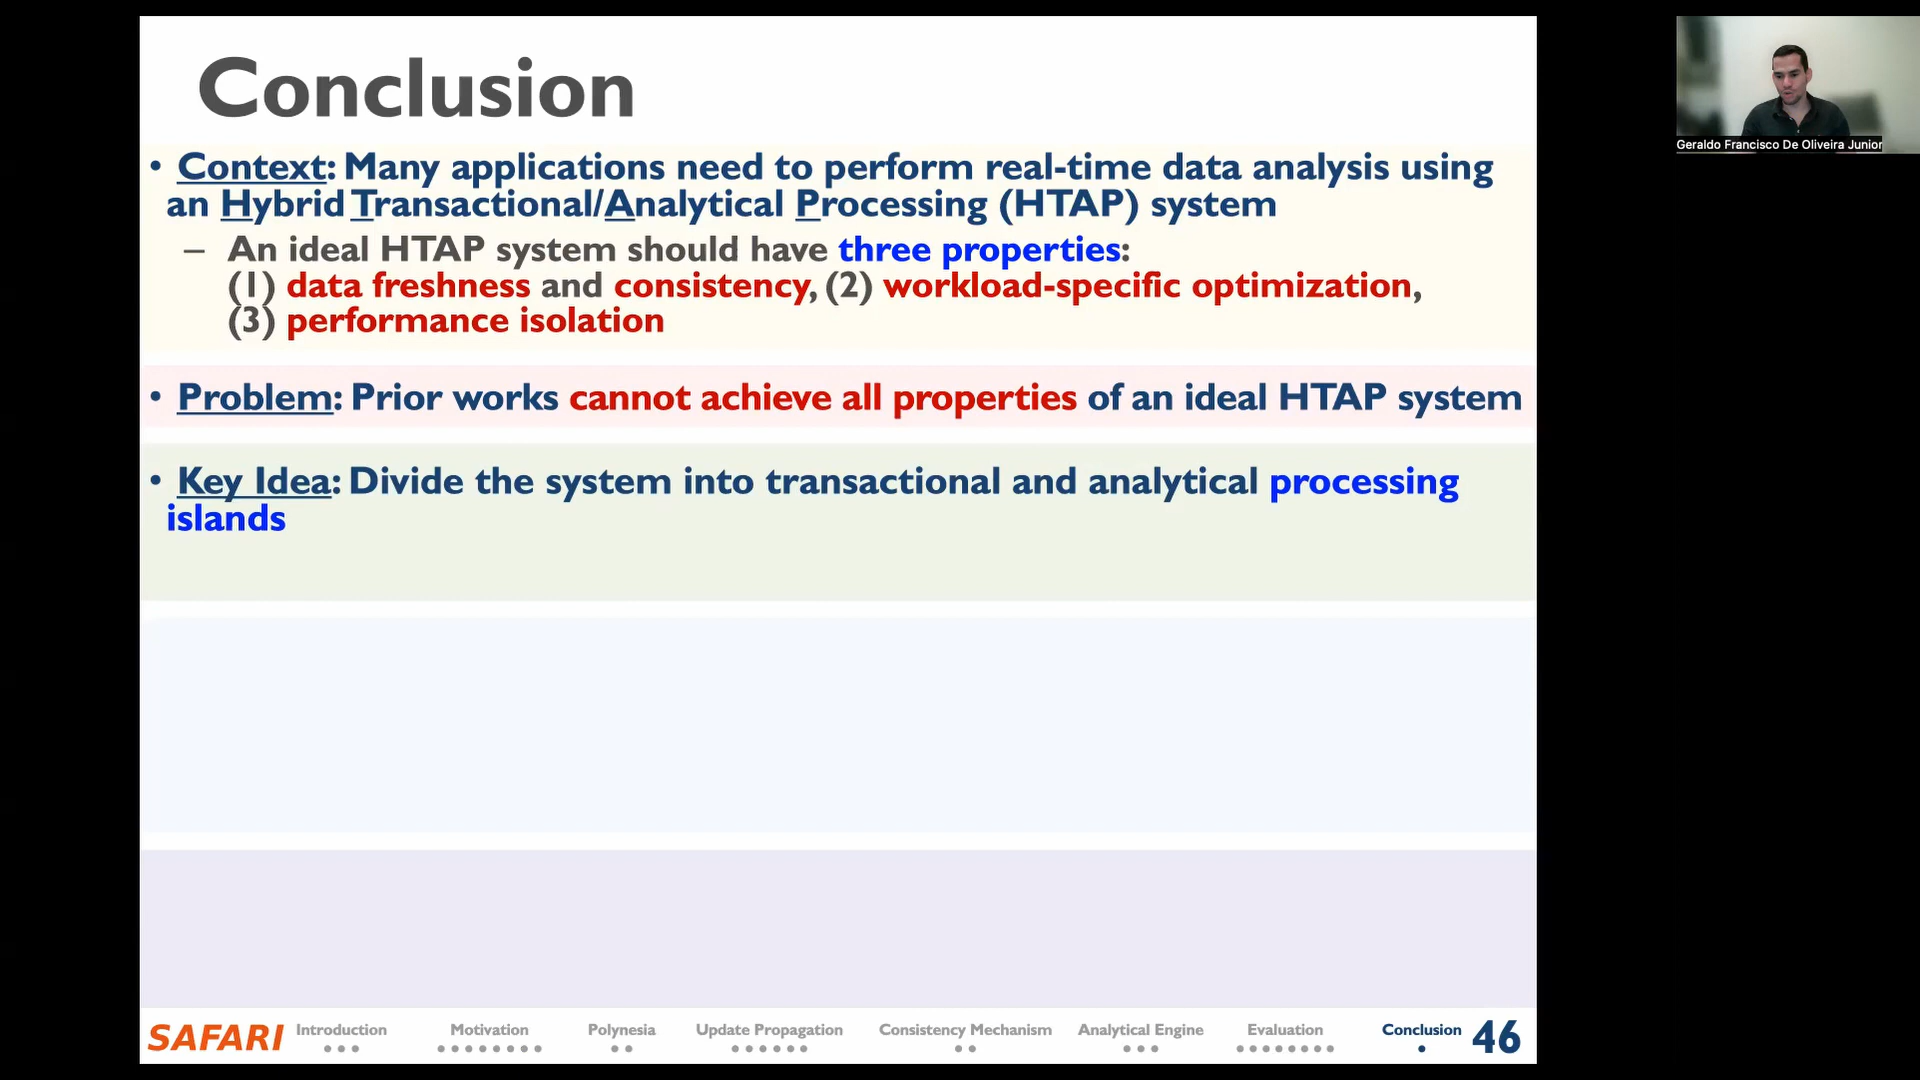 Conclusion
• Context: Many applications need to perform real-time data analysis using
an Hybrid Transactional/Analytical Processing (HTAP) system
– An ideal HTAP system should have three properties:
(1) data freshness and consistency, (2) workload-specific optimization,
(3) performance isolation
• Problem: Prior works cannot achieve all properties of an ideal HTAP system
• Key Idea: Divide the system into transactional and analytical processing
islands
SAFARI Introduction Motivation Polynesia Update Propagation Consistency Mechanism Analytical Engine Evaluation Conclusion 46
Geraldo Francisco De Oliveira Junior